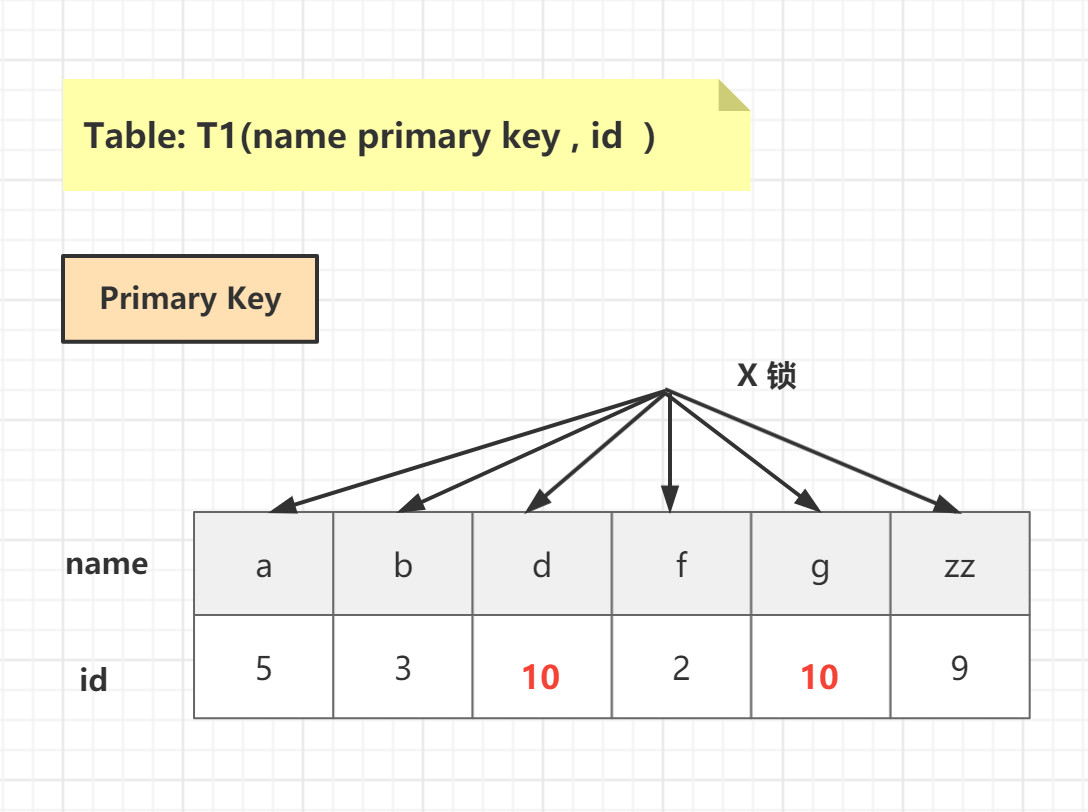 Table: T1(name primary key , id )
Primary Key
X 锁
name a b d f g zz
id 5 3 10 2 10 9